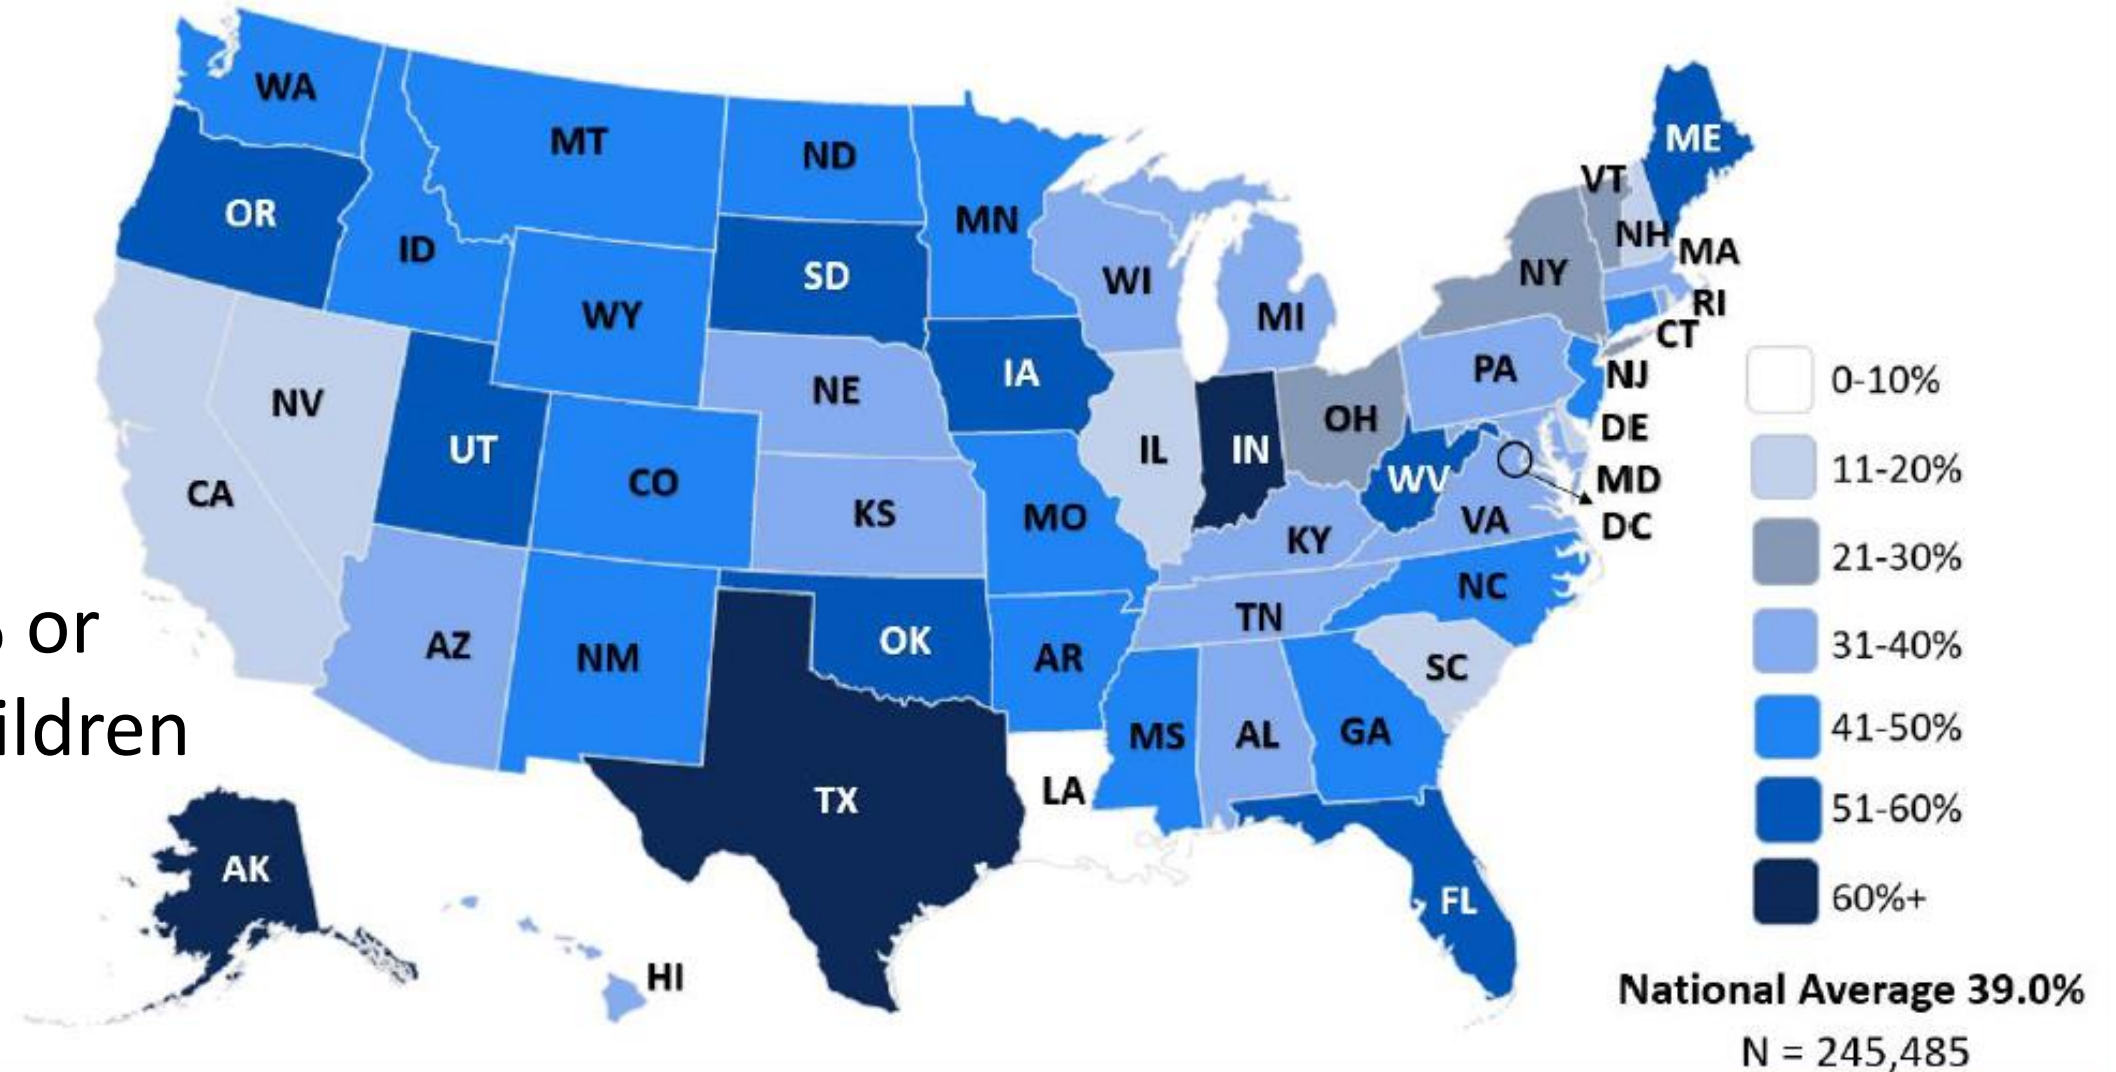 WA
MT
ND
MN
OR
ID
SD
WY
WI
MI
VT
ME
NH
MA
NY
RI
CT
NV
UT
NE
IA
PA
NJ
CA
CO
KS
MO
IL
IN
OH
WV
VA
DE
MD
DC
KY
NC
TN
SC
AZ
NM
OK
AR
MS
AL
GA
TX
LA
FL
AK
HI
or
ildren
0-10%
11-20%
21-30%
31-40%
41-50%
51-60%
60%+
National Average 39.0%
N = 245,485